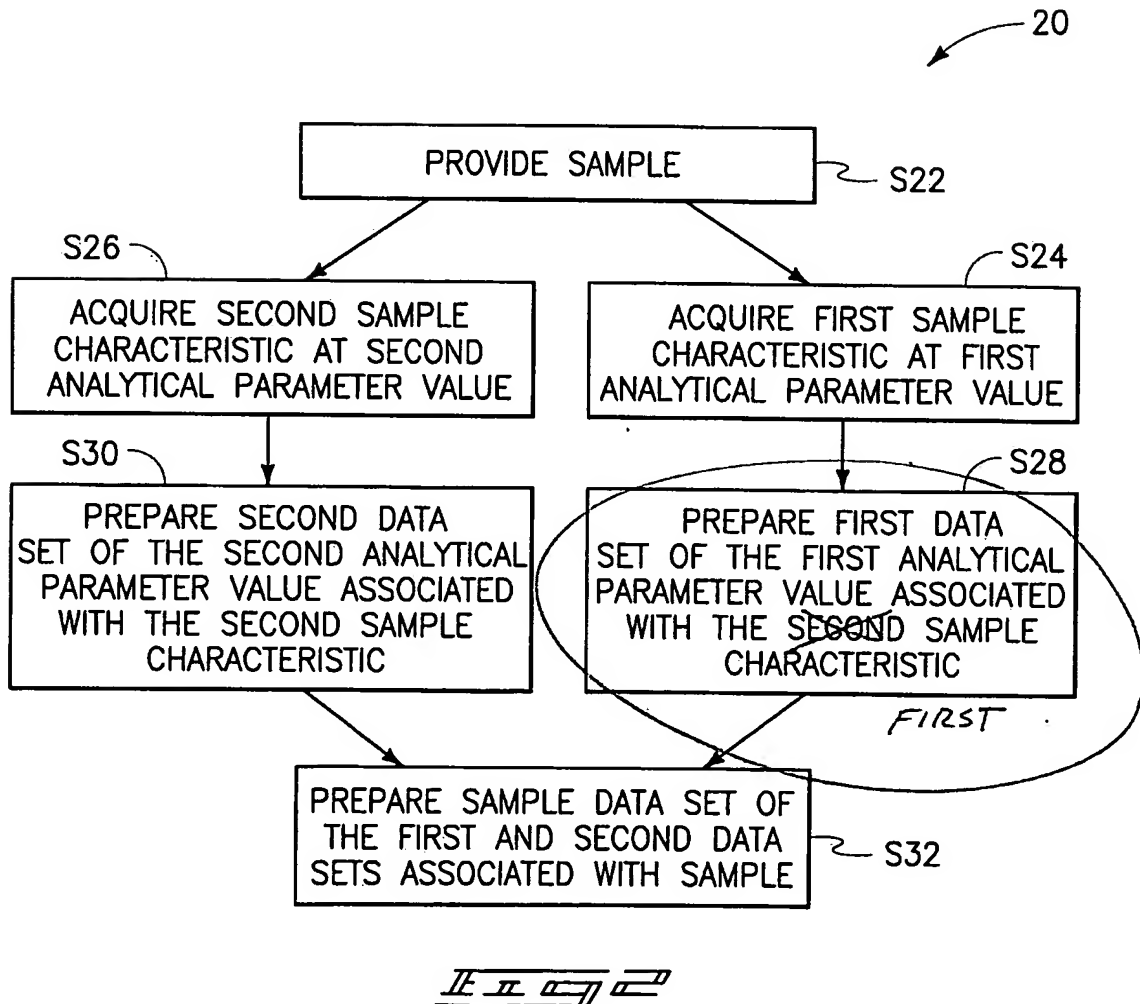 20
PROVIDE SAMPLE
S22
S26
S24
ACQUIRE SECOND SAMPLE
CHARACTERISTIC AT SECOND
ANALYTICAL PARAMETER VALUE
ACQUIRE FIRST SAMPLE
CHARACTERISTIC AT FIRST
ANALYTICAL PARAMETER VALUE
S30
S28
PREPARE SECOND DATA
SET OF THE SECOND ANALYTICAL
PARAMETER VALUE ASSOCIATED
WITH THE SECOND SAMPLE
CHARACTERISTIC
PREPARE FIRST DATA
SET OF THE FIRST ANALYTICAL
PARAMETER VALUE ASSOCIATED
WITH THE SECOND SAMPLE
CHARACTERISTIC
FIRST
PREPARE SAMPLE DATA SET OF
THE FIRST AND SECOND DATA
SETS ASSOCIATED WITH SAMPLE
S32
FIG 2